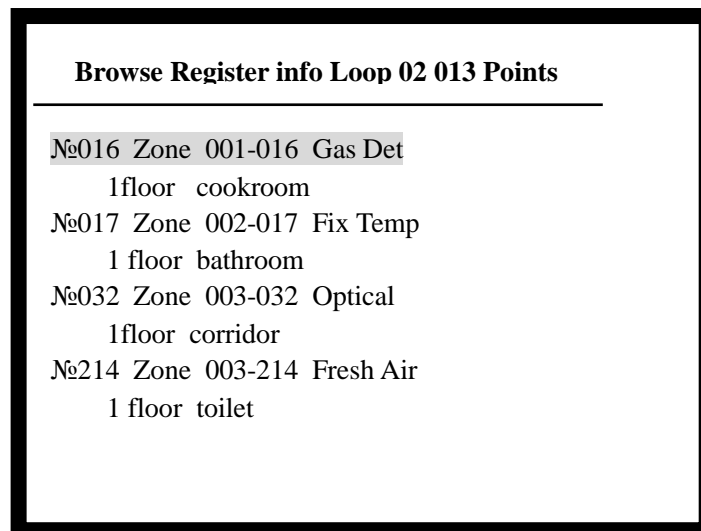 Browse Register info Loop 02 013 Points
№016 Zone 001-016 Gas Det
1floor cookroom
№017 Zone 002-017 Fix Temp
1 floor bathroom
№032 Zone 003-032 Optical
1floor corridor
№214 Zone 003-214 Fresh Air
1 floor toilet